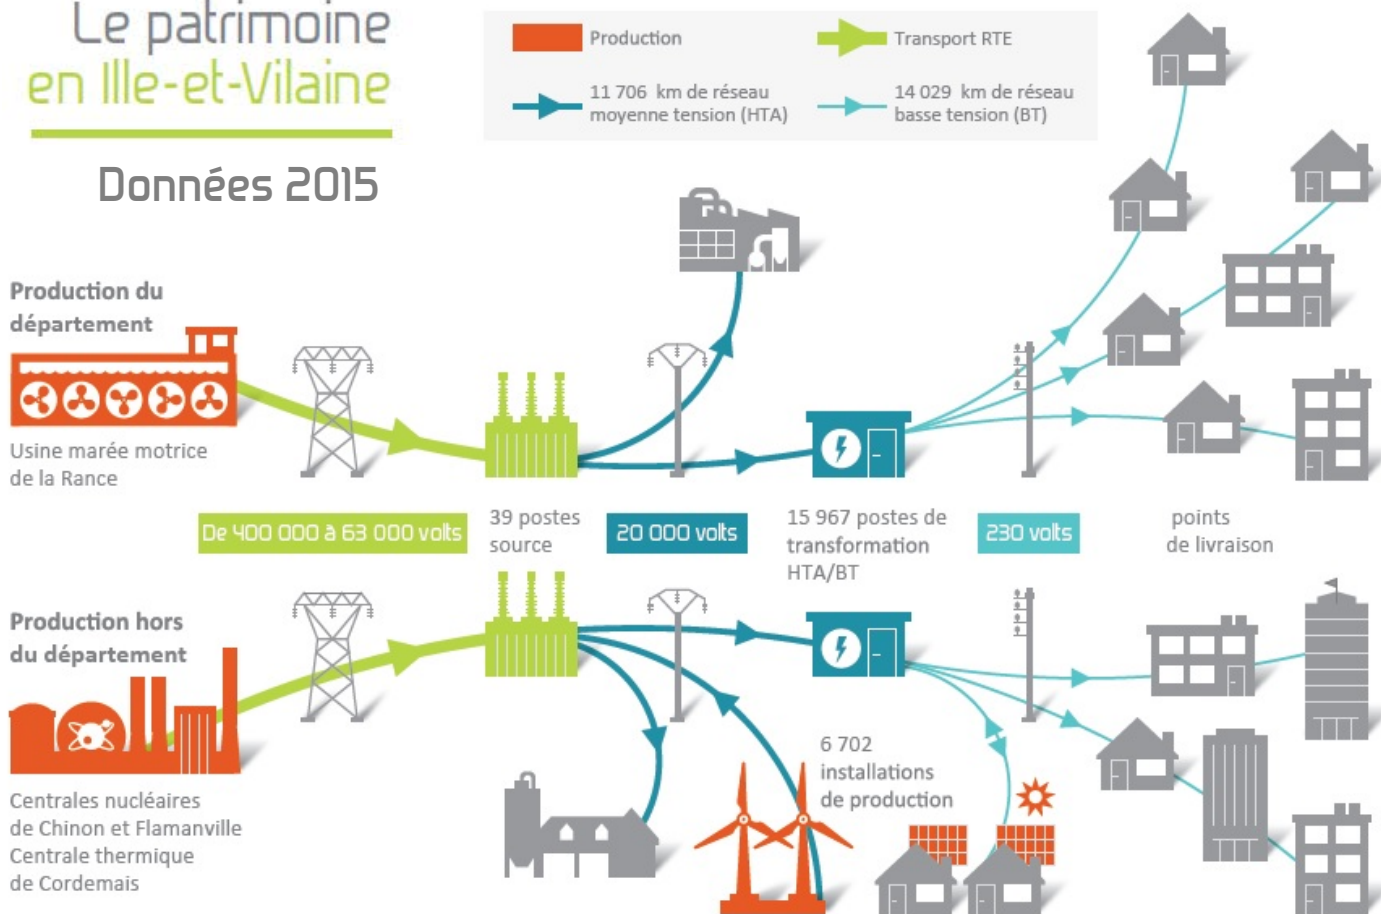 Le patrimoine
en Ille-et-Vilaine
Données 2015
Production
Transport RTE
11 706 km de réseau
moyenne tension (HTA)
14 029 km de réseau
basse tension (BT)
Production du
département
Usine marée motrice
de la Rance
De 400 000 à 63 000 volts
39 postes
source
20 000 volts
15 967 postes de
transformation
HTA/BT
230 volts
points
de livraison
Production hors
du département
Centrales nucléaires
de Chinon et Flamanville
Centrale thermique
de Cordemais
6 702
installations
de production